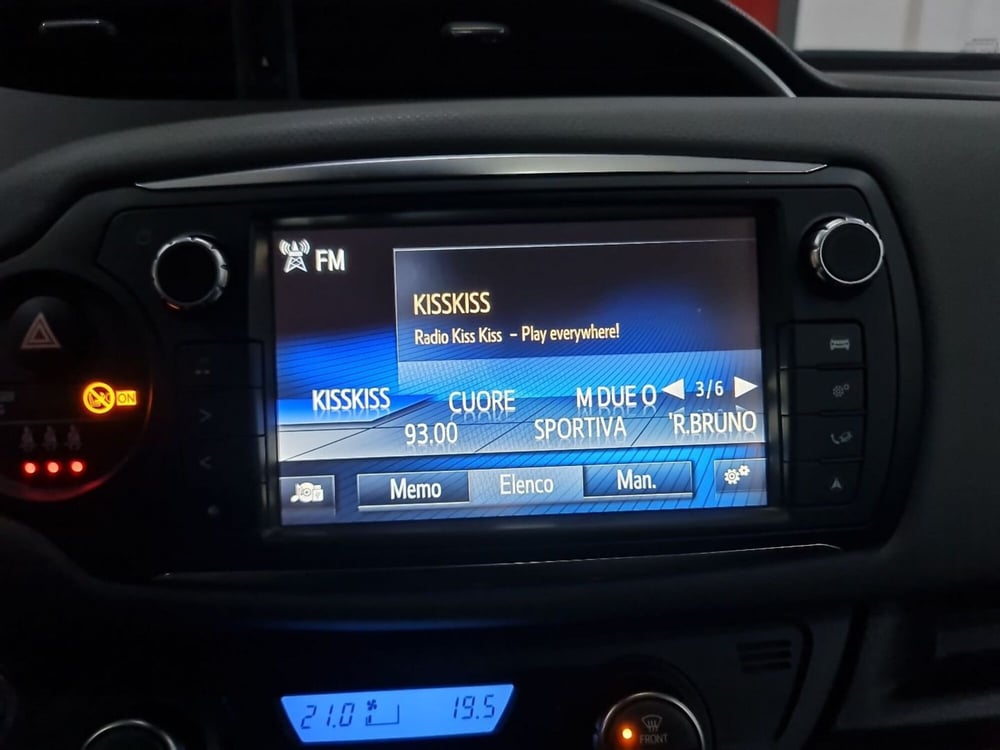 FM
KISSKISS
Radio Kiss Kiss – Play everywhere!
KISSKISS CUORE M DUE O 3/6
93.00 SPORTIVA 'R.BRUNO
Memo Elenco Man.
ON
21.0 19.5
FRONT